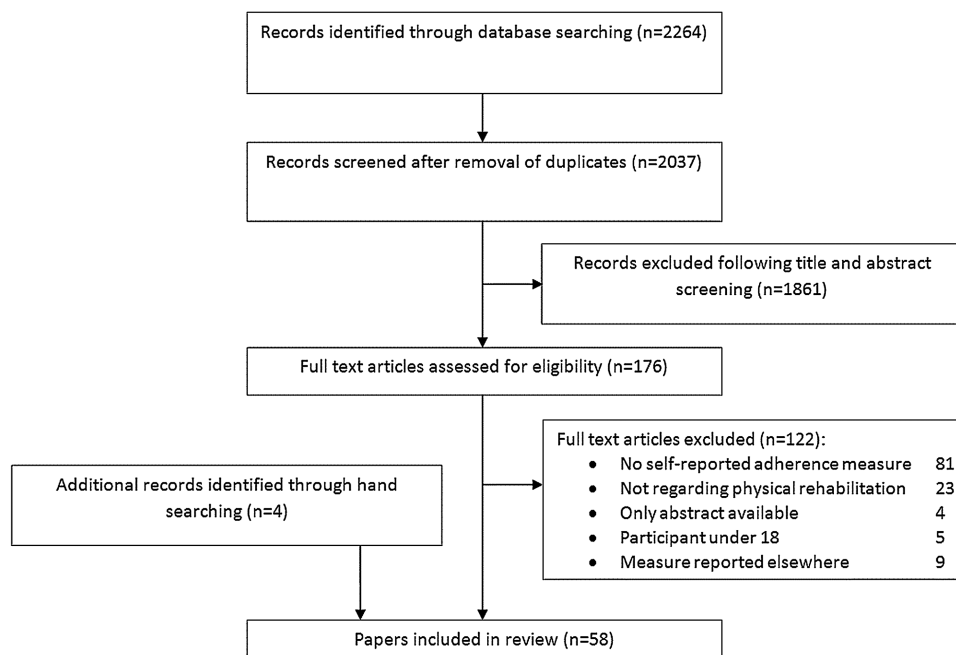 Records identified through database searching (n=2264)
Records screened after removal of duplicates (n=2037)
Records excluded following title and abstract
screening (n=1861)
Full text articles assessed for eligibility (n=176)
Full text articles excluded (n=122):
• No self-reported adherence measure 81
• Not regarding physical rehabilitation 23
• Only abstract available 4
• Participant under 18 5
• Measure reported elsewhere 9
Additional records identified through hand
searching (n=4)
Papers included in review (n=58)